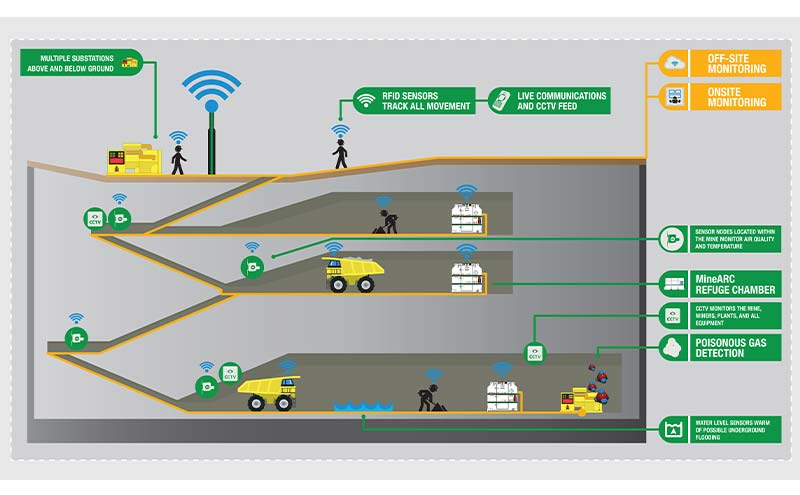 MULTIPLE SUBSTATIONS
ABOVE AND BELOW GROUND
RFID SENSORS
TRACK ALL MOVEMENT
LIVE COMMUNICATIONS
AND CCTV FEED
OFF-SITE
MONITORING
ONSITE
MONITORING
CCTV
SENSOR NODES LOCATED WITHIN
THE MINE MONITOR AIR QUALITY
AND TEMPERATURE
MineARC
REFUGE CHAMBER
CCTV
CCTV MONITORS THE MINE,
MINERS, PLANTS, AND ALL
EQUIPMENT
POISONOUS GAS
DETECTION
CCTV
CCTV
WATER LEVEL SENSORS WARM
OF POSSIBLE UNDERGROUND
FLOODING